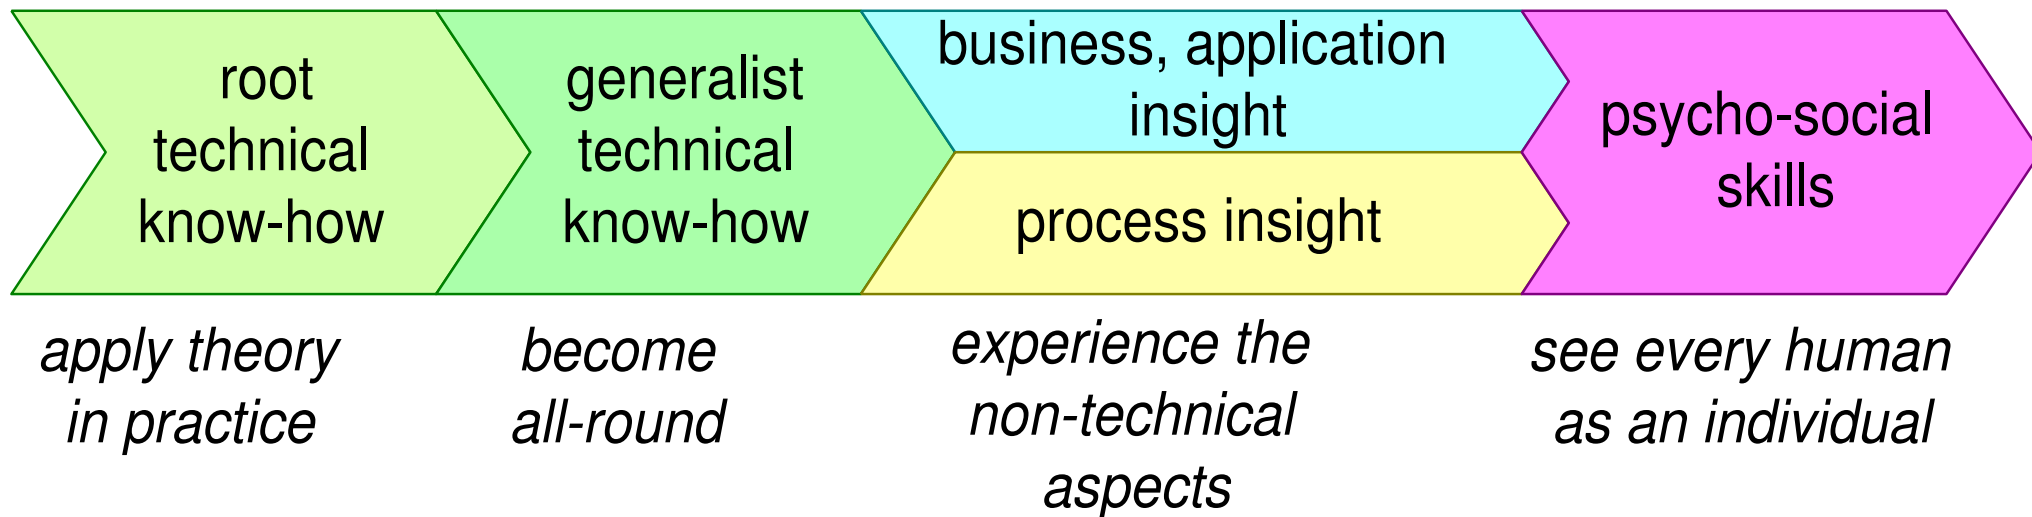 root
technical
know-how
generalist
technical
know-how
business, application
insight
process insight
psycho-social
skills
apply theory
in practice
become
all-round
experience the
non-technical
aspects
see every human
as an individual